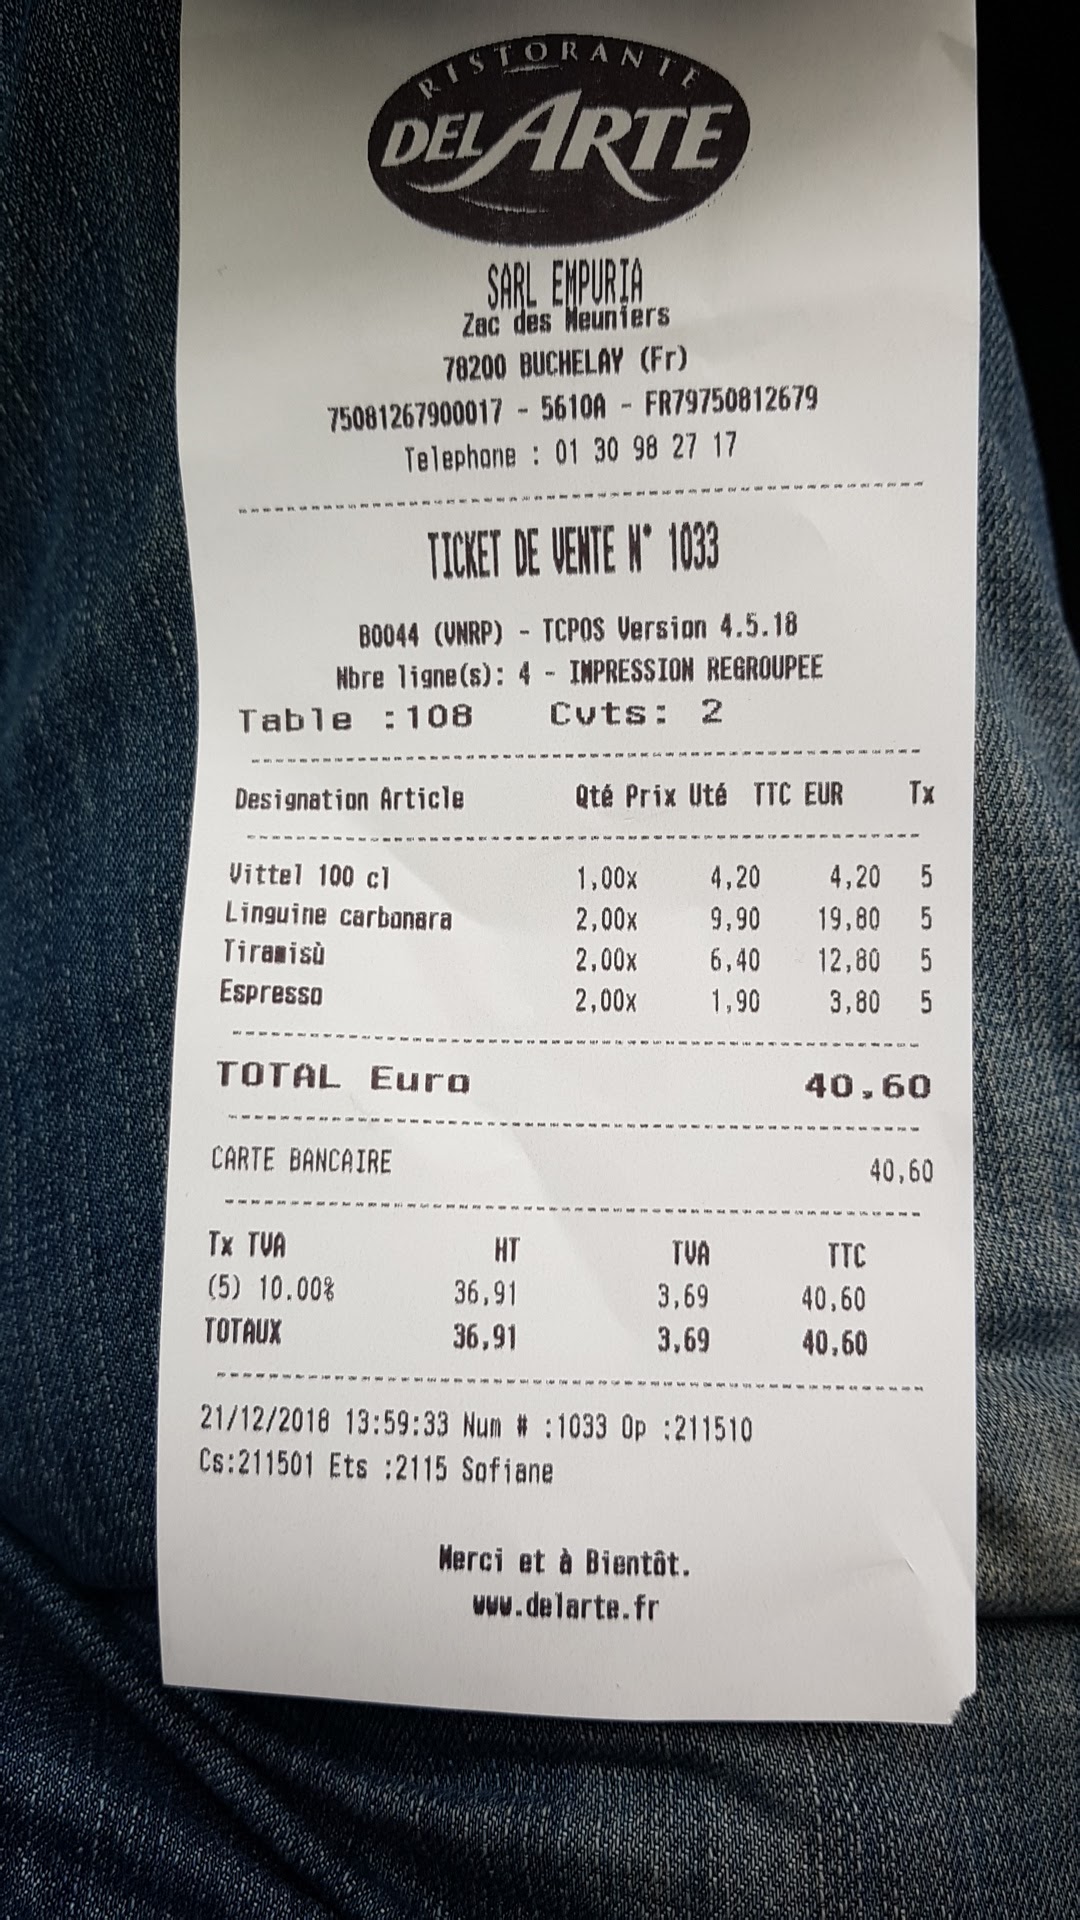 RISTORANTE
DEL ARTE
SARL EMPURIA
Zac des Meuniers
78200 BUCHELAY (Fr)
75081267900017 - 5610A - FR79750812679
Telephone : 01 30 98 27 17
TICKET DE VENTE N° 1033
B0044 (VNRP) - TCPOS Version 4.5.18
Nbre ligne(s): 4 - IMPRESSION REGROUPEE
Table :108 Cvts: 2
Designation Article Qté Prix Uté TTC EUR Tx
Vittel 100 cl 1,00x 4,20 4,20 5
Linguine carbonara 2,00x 9,90 19,80 5
Tiramisù 2,00x 6,40 12,80 5
Espresso 2,00x 1,90 3,80 5
TOTAL Euro 40,60
CARTE BANCAIRE 40,60
Tx TVA HT TVA TTC
(5) 10.00% 36,91 3,69 40,60
TOTAUX 36,91 3,69 40,60
21/12/2018 13:59:33 Num # :1033 Op :211510
Cs:211501 Ets :2115 Sofiane
Merci et à Bientôt.
www.delarte.fr